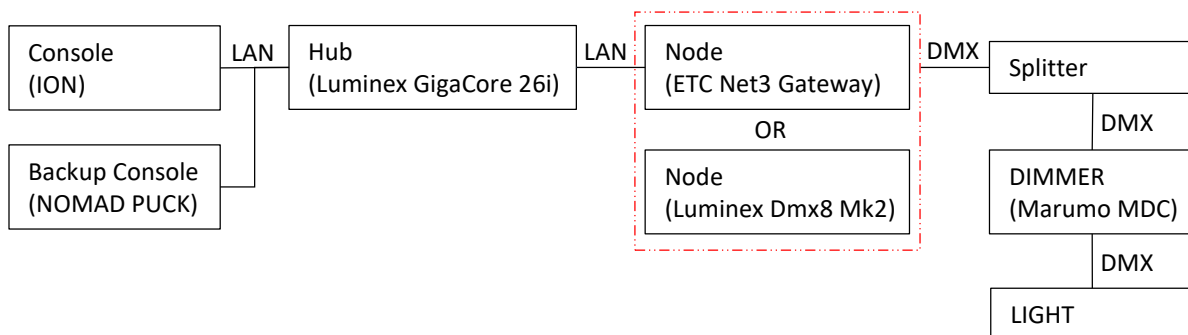 Console
(ION)
LAN
Hub
(Luminex GigaCore 26i)
LAN
Node
(ETC Net3 Gateway)
DMX
Splitter
OR
DMX
Backup Console
(NOMAD PUCK)
Node
(Luminex Dmx8 Mk2)
DIMMER
(Marumo MDC)
DMX
LIGHT